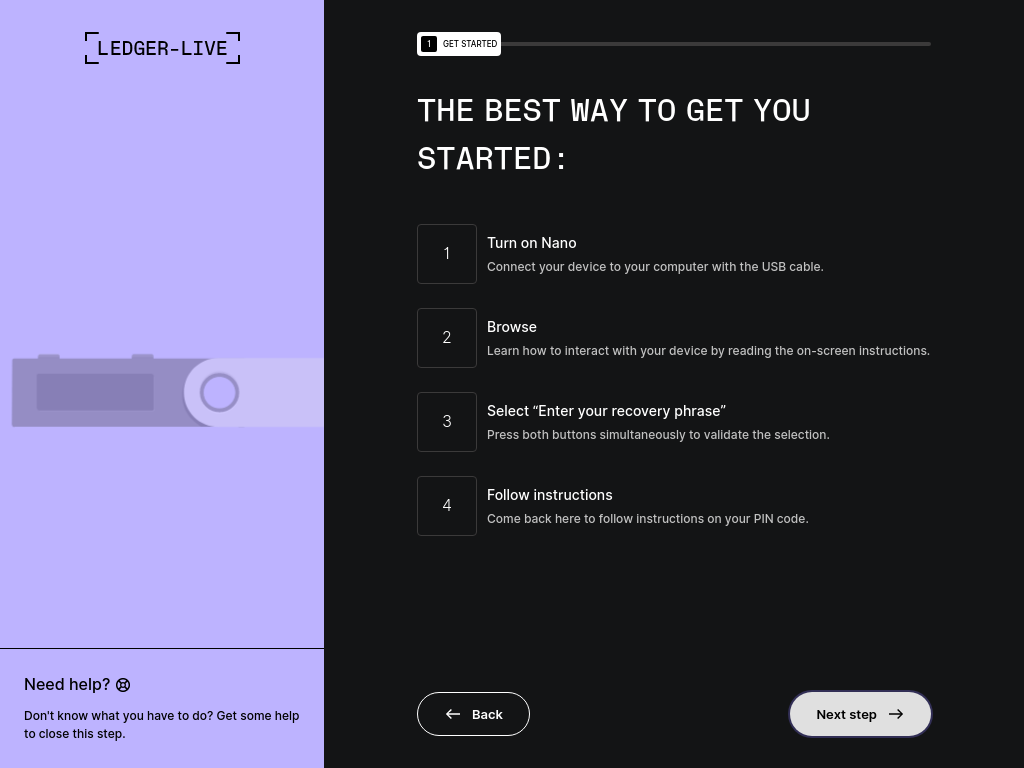 LEDGER-LIVE
1 GET STARTED
THE BEST WAY TO GET YOU
STARTED:
1
Turn on Nano
Connect your device to your computer with the USB cable.
2
Browse
Learn how to interact with your device by reading the on-screen instructions.
3
Select “Enter your recovery phrase”
Press both buttons simultaneously to validate the selection.
4
Follow instructions
Come back here to follow instructions on your PIN code.
Need help?
Don't know what you have to do? Get some help
to close this step.
Back
Next step